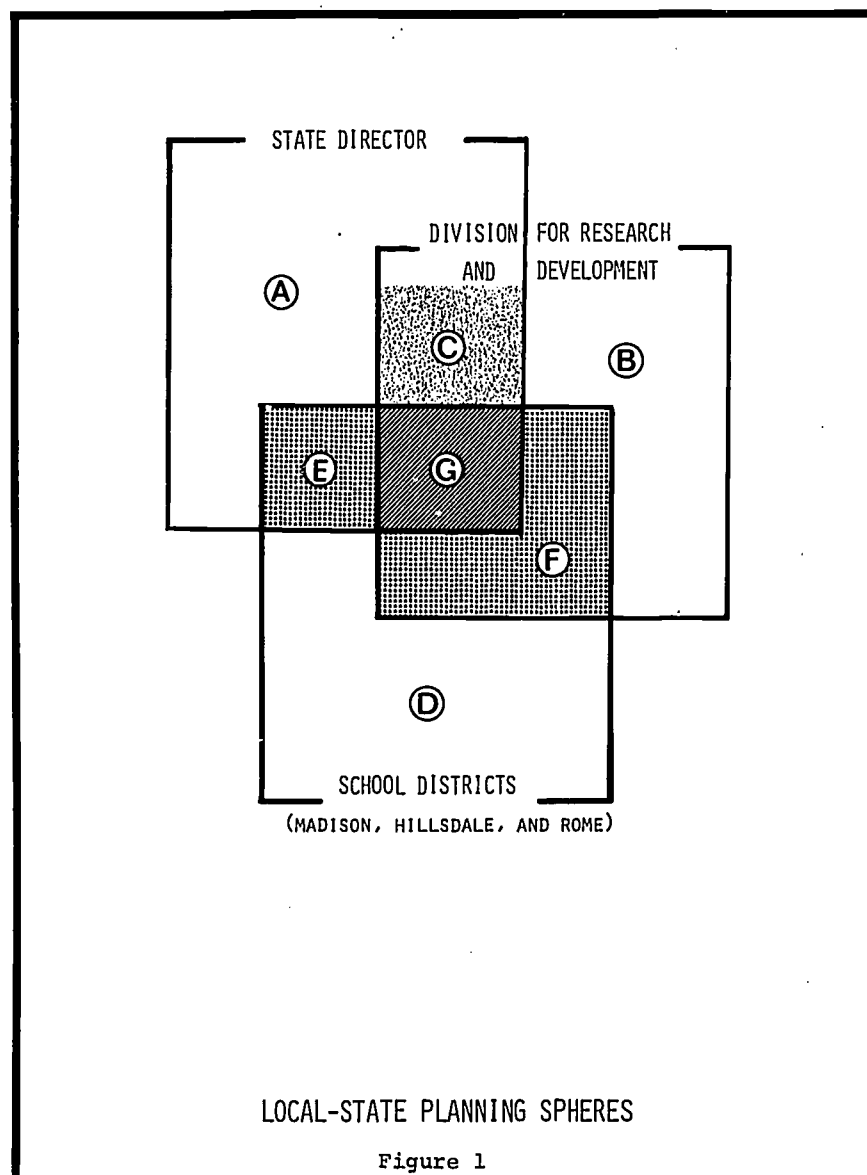 STATE DIRECTOR
DIVISION FOR RESEARCH
AND DEVELOPMENT
A
C
B
E
G
F
D
SCHOOL DISTRICTS
(MADISON, HILLSDALE, AND ROME)
LOCAL-STATE PLANNING SPHERES
Figure 1